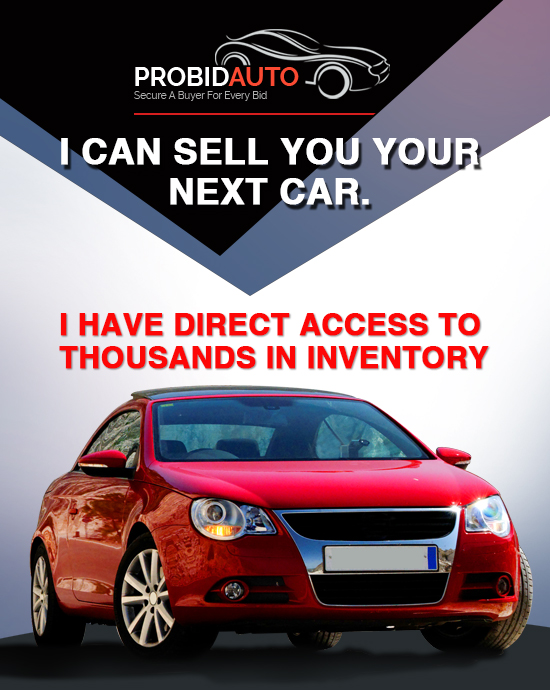 PROBIDAUTO
Secure A Buyer For Every Bid
I CAN SELL YOU YOUR
NEXT CAR.
I HAVE DIRECT ACCESS TO
THOUSANDS IN INVENTORY